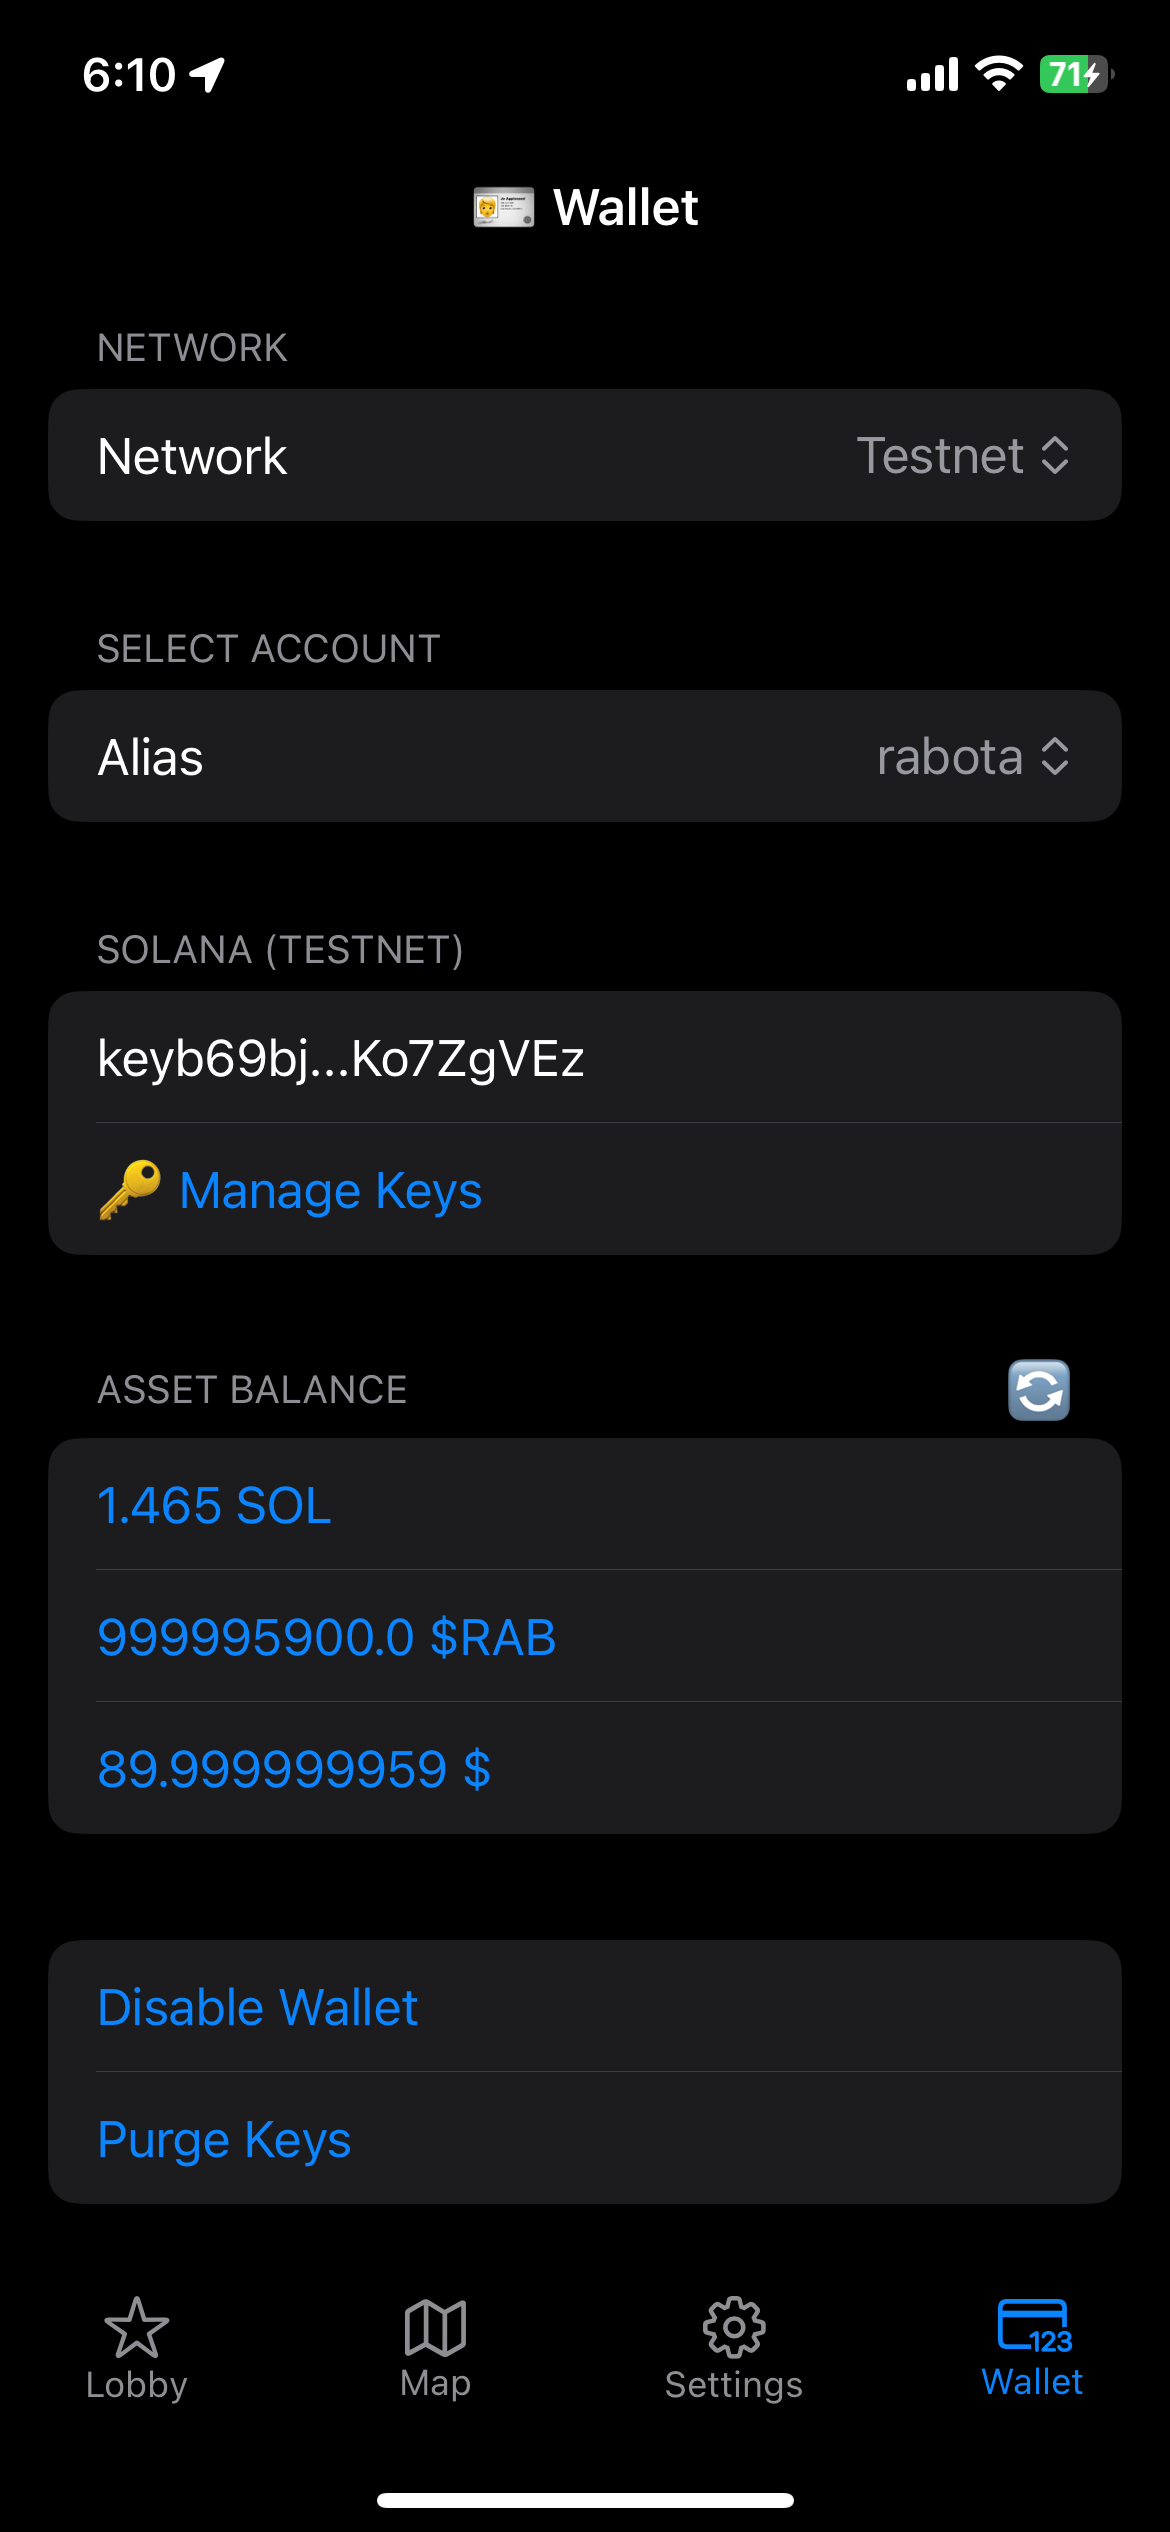 6:10
71
Wallet
NETWORK
Network Testnet
SELECT ACCOUNT
Alias rabota
SOLANA (TESTNET)
keyb69bj...Ko7ZgVEz
Manage Keys
ASSET BALANCE
1.465 SOL
999995900.0 $RAB
89.999999959 $
Disable Wallet
Purge Keys
123
Lobby Map Settings Wallet